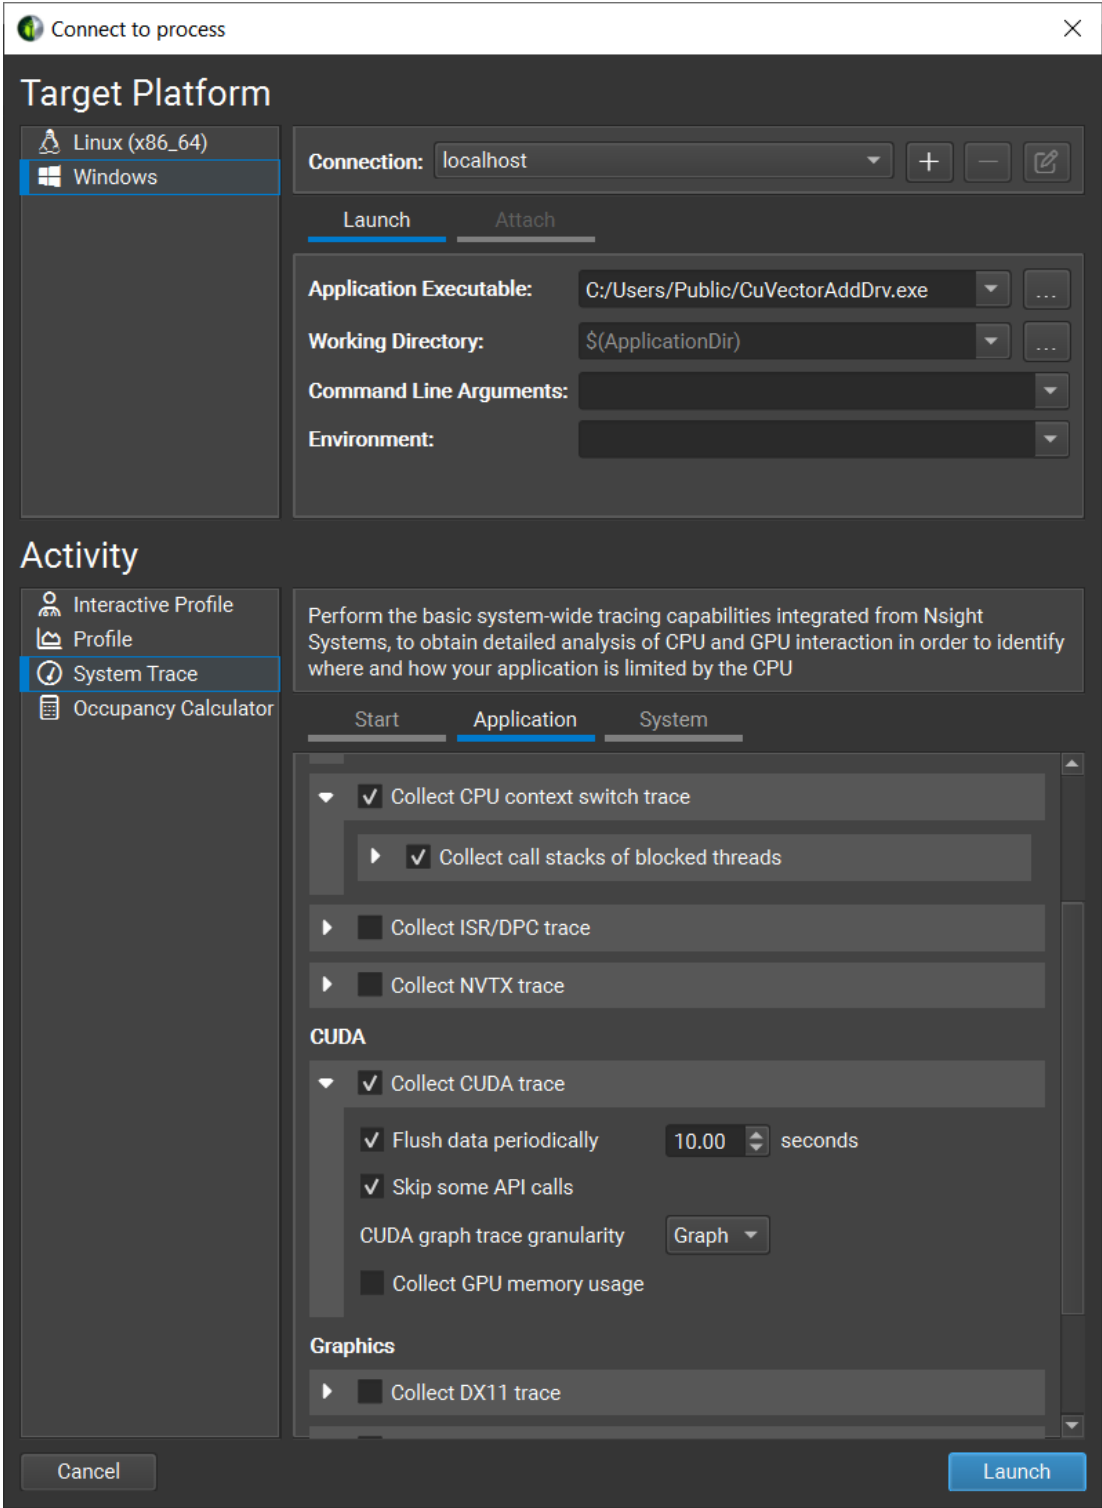 Connect to process
Target Platform
Linux (x86_64)
Windows
Connection: localhost
Launch Attach
Application Executable: C:/Users/Public/CuVectorAddDrv.exe ...
Working Directory: $(ApplicationDir) ...
Command Line Arguments:
Environment:
Activity
Interactive Profile
Profile
System Trace
Occupancy Calculator
Perform the basic system-wide tracing capabilities integrated from Nsight
Systems, to obtain detailed analysis of CPU and GPU interaction in order to identify
where and how your application is limited by the CPU
Start Application System
Collect CPU context switch trace
Collect call stacks of blocked threads
Collect ISR/DPC trace
Collect NVTX trace
CUDA
Collect CUDA trace
Flush data periodically 10.00 seconds
Skip some API calls
CUDA graph trace granularity Graph
Collect GPU memory usage
Graphics
Collect DX11 trace
Cancel Launch